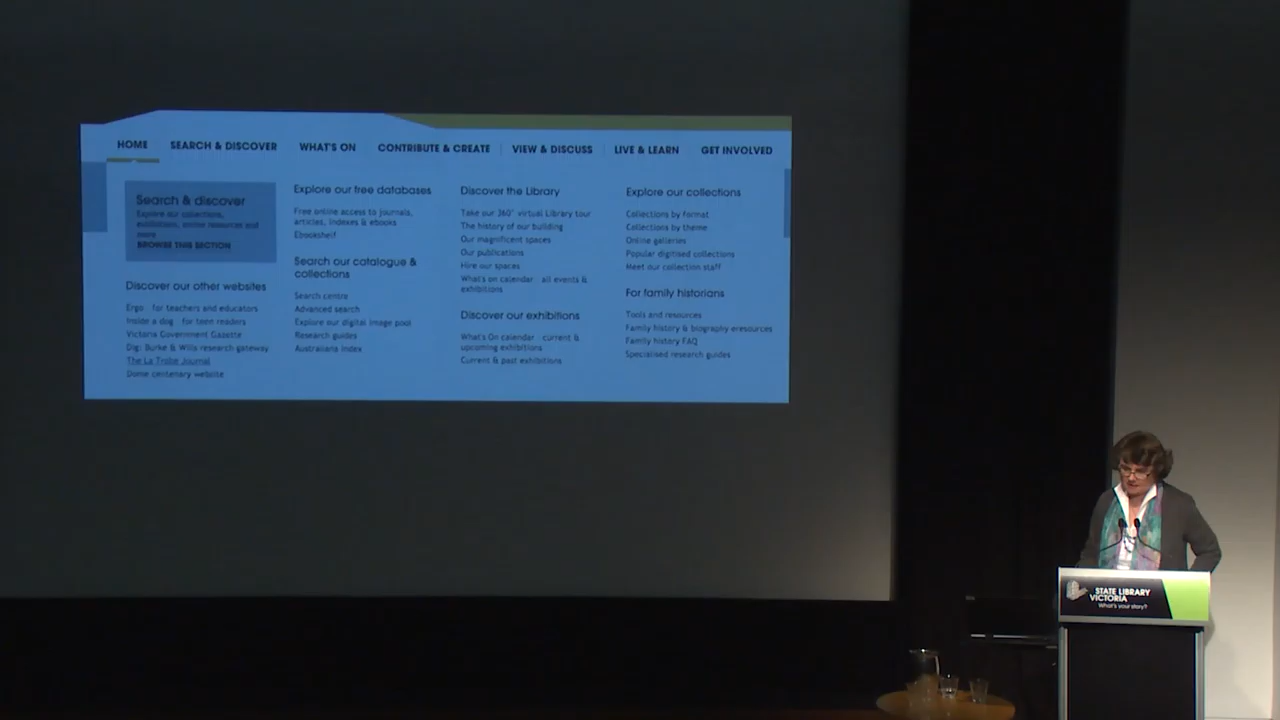 HOME
SEARCH & DISCOVER
WHAT'S ON
CONTRIBUTE & CREATE
VIEW & DISCUSS
LIVE & LEARN
GET INVOLVED
Search & discover
Explore our collections,
exhibitions, online resources and
more
BROWSE THIS SECTION
Discover our other websites
Ergo for teachers and educators
Inside a dog for teen readers
Victoria Government Gazette
Dig: Burke & Wills research gateway
The La Trobe Journal
Dome centenary website
Explore our free databases
Free online access to journals,
articles, indexes & ebooks
Ebookshelf
Search our catalogue &
collections
Search centre
Advanced search
Explore our digital image pool
Research guides
Australiana index
Discover the Library
Take our 360° virtual Library tour
The history of our building
Our magnificent spaces
Our publications
Hire our spaces
What's on calendar all events &
exhibitions
Discover our exhibitions
What's On calendar current &
upcoming exhibitions
Current & past exhibitions
Explore our collections
Collections by format
Collections by theme
Online galleries
Popular digitised collections
Meet our collection staff
For family historians
Tools and resources
Family history & biography eresources
Family history FAQ
Specialised research guides
STATE LIBRARY
VICTORIA
What's your story?